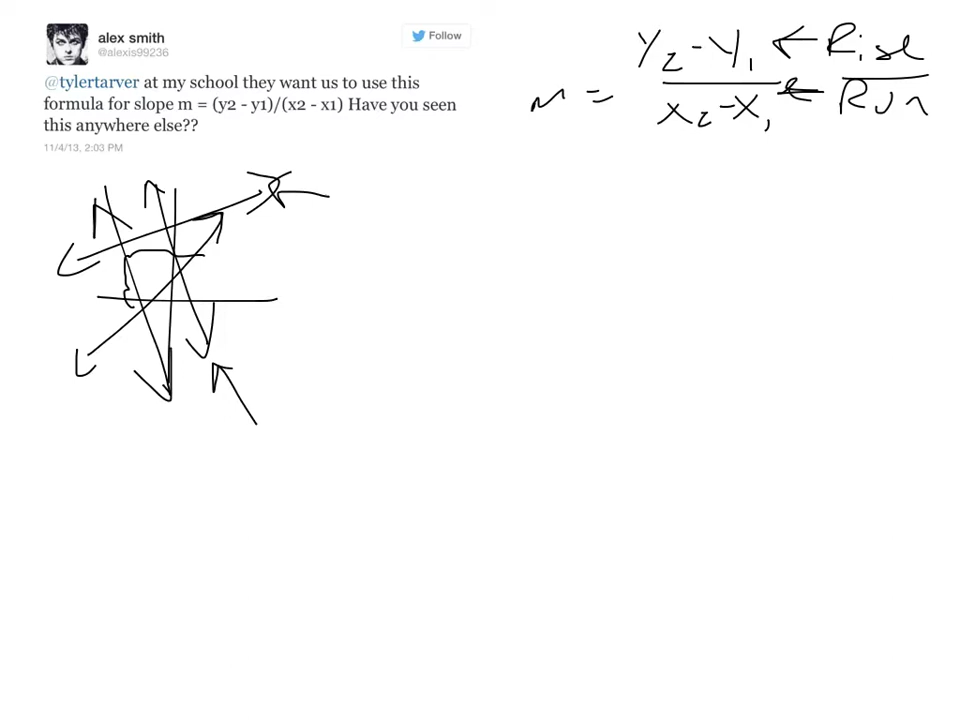 alex smith
@alexis99236
Follow
@tylertarver at my school they want us to use this
formula for slope m = (y2 - y1)/(x2 - x1) Have you seen
this anywhere else??
11/4/13, 2:03 PM
m = (y₂-y₁)/(x₂-x₁) ← Rise/← Run